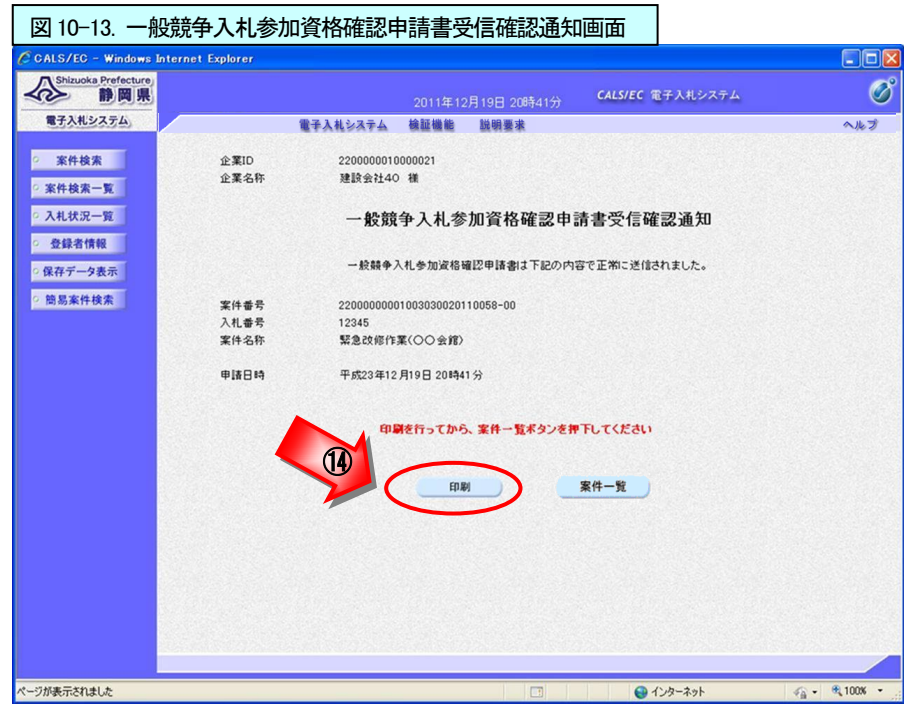 図 10-13. 一般競争入札参加資格確認申請書受信確認通知画面
CALS/EC - Windows Internet Explorer
Shizuoka Prefecture
静岡県
電子入札システム
2011年12月19日 20時41分
CALS/EC 電子入札システム
電子入札システム 検証機能 説明要求
ヘルプ
案件検索
案件検索一覧
入札状況一覧
登録者情報
保存データ表示
簡易案件検索
企業ID 2200000010000021
企業名称 建設会社40 様
一般競争入札参加資格確認申請書受信確認通知
一般競争入札参加資格確認申請書は下記の内容で正常に送信されました。
案件番号 2200000000100303002011​0058-00
入札番号 12345
案件名称 緊急改修作業(〇〇会館)
申請日時 平成23年12月19日 20時41分
印刷を行ってから、案件一覧ボタンを押下してください
⑭
印刷
案件一覧
ページが表示されました
インターネット
100%